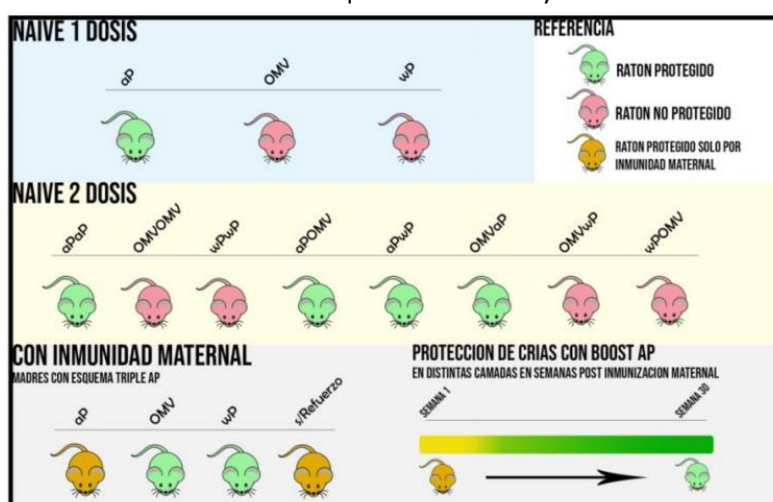 NAIVE 1 DOSIS
aP
OMV
wP
REFERENCIA
RATON PROTEGIDO
RATON NO PROTEGIDO
RATON PROTEGIDO SOLO POR
INMUNIDAD MATERNAL
NAIVE 2 DOSIS
aPaP
OMVOMV
wPwP
aPOMV
aPwP
OMVaP
OMVwP
wPOMV
CON INMUNIDAD MATERNAL
MADRES CON ESQUEMA TRIPLE AP
aP
OMV
wP
s/Refuerzo
PROTECCION DE CRIAS CON BOOST AP
EN DISTINTAS CAMADAS EN SEMANAS POST INMUNIZACION MATERNAL
SEMANA 1
SEMANA 30